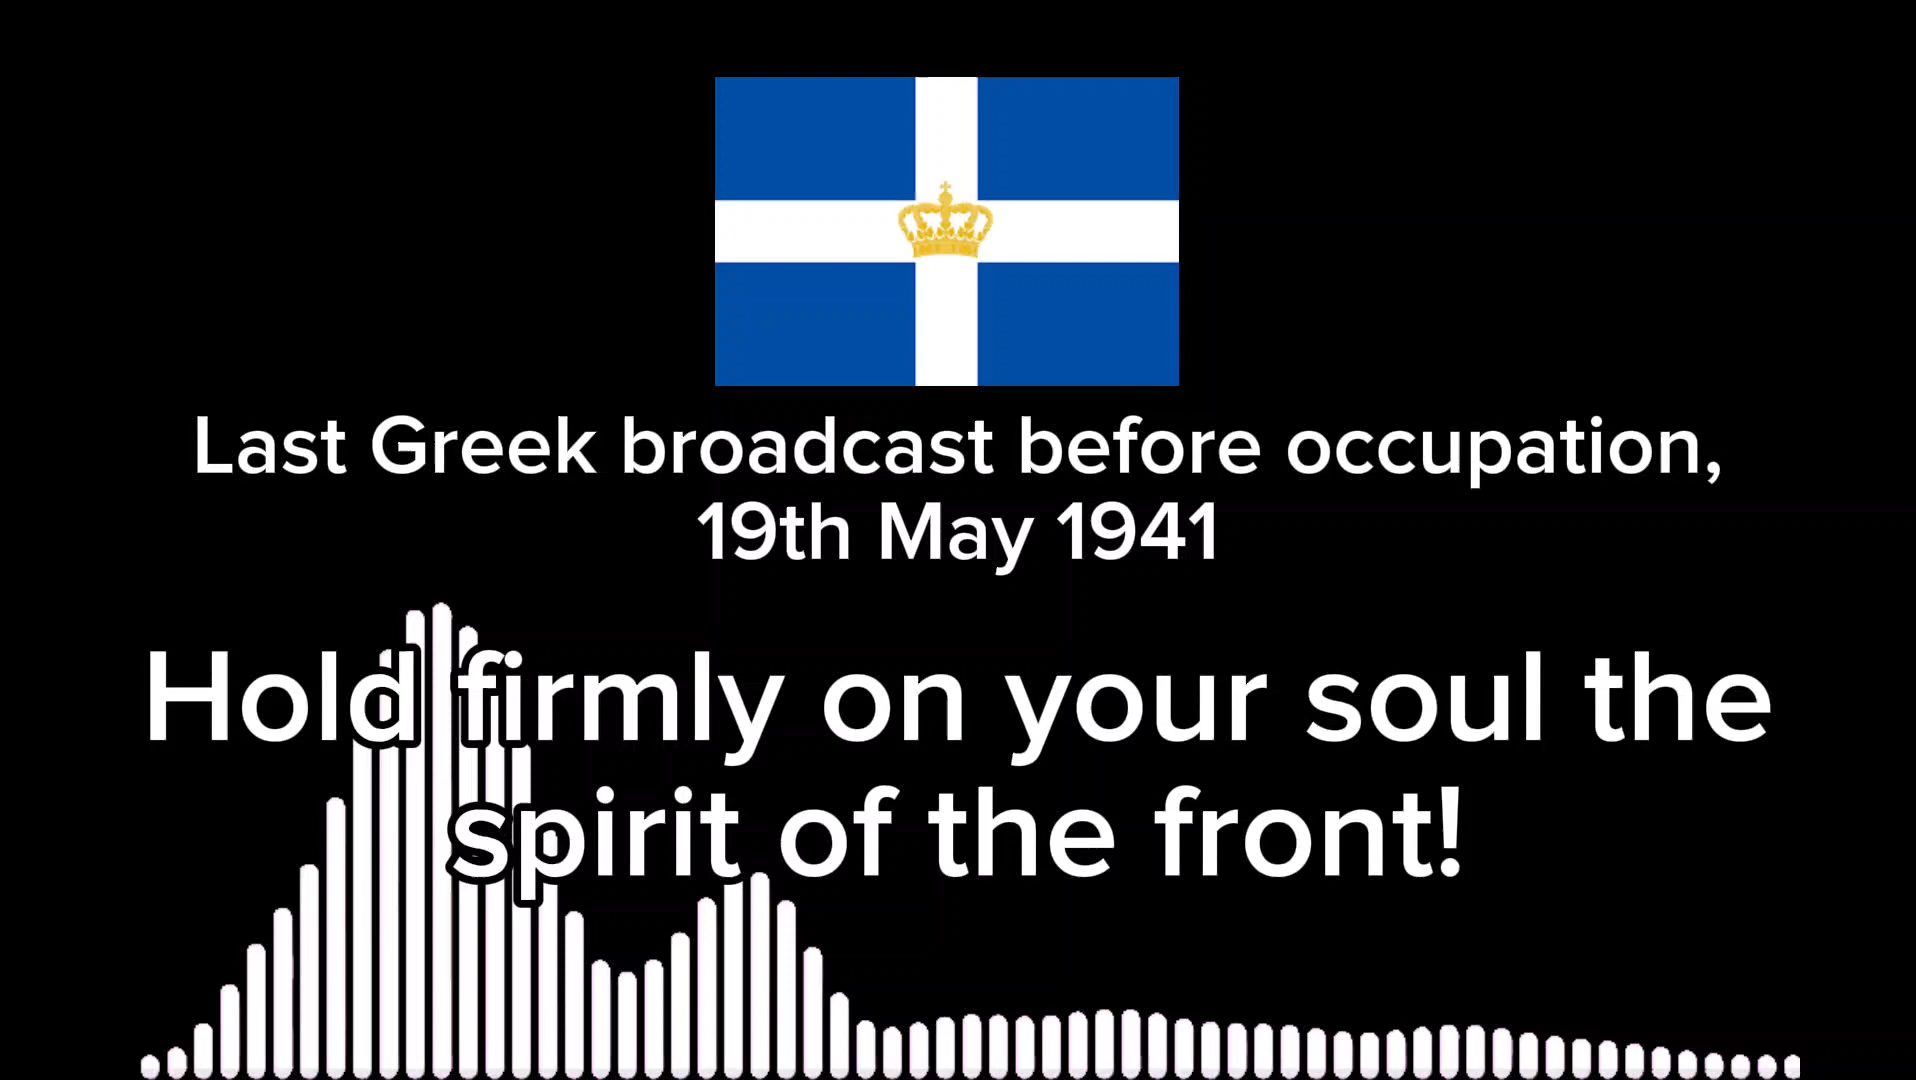 Last Greek broadcast before occupation,
19th May 1941
Hold firmly on your soul the
spirit of the front!